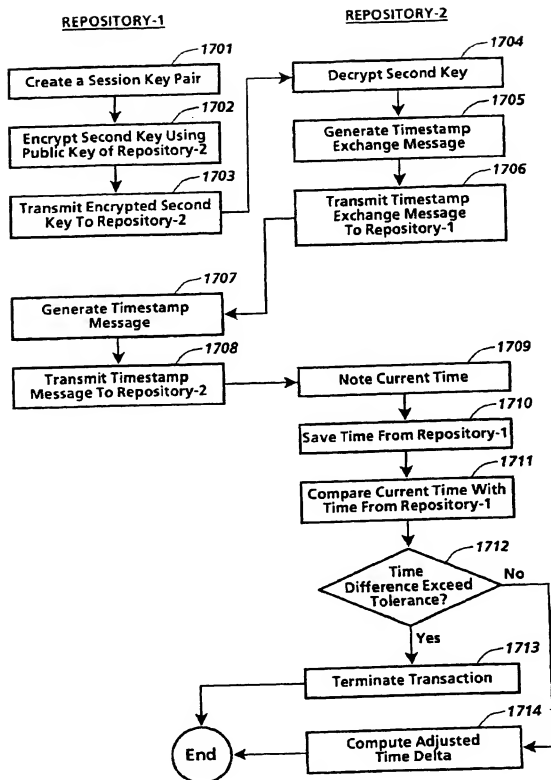 REPOSITORY-1
REPOSITORY-2
1701
Create a Session Key Pair
1702
Encrypt Second Key Using
Public Key of Repository-2
1703
Transmit Encrypted Second
Key To Repository-2
1704
Decrypt Second Key
1705
Generate Timestamp
Exchange Message
1706
Transmit Timestamp
Exchange Message
To Repository-1
1707
Generate Timestamp
Message
1708
Transmit Timestamp
Message To Repository-2
1709
Note Current Time
1710
Save Time From Repository-1
1711
Compare Current Time With
Time From Repository-1
1712
Time
Difference Exceed
Tolerance?
No
Yes
1713
Terminate Transaction
1714
Compute Adjusted
Time Delta
End